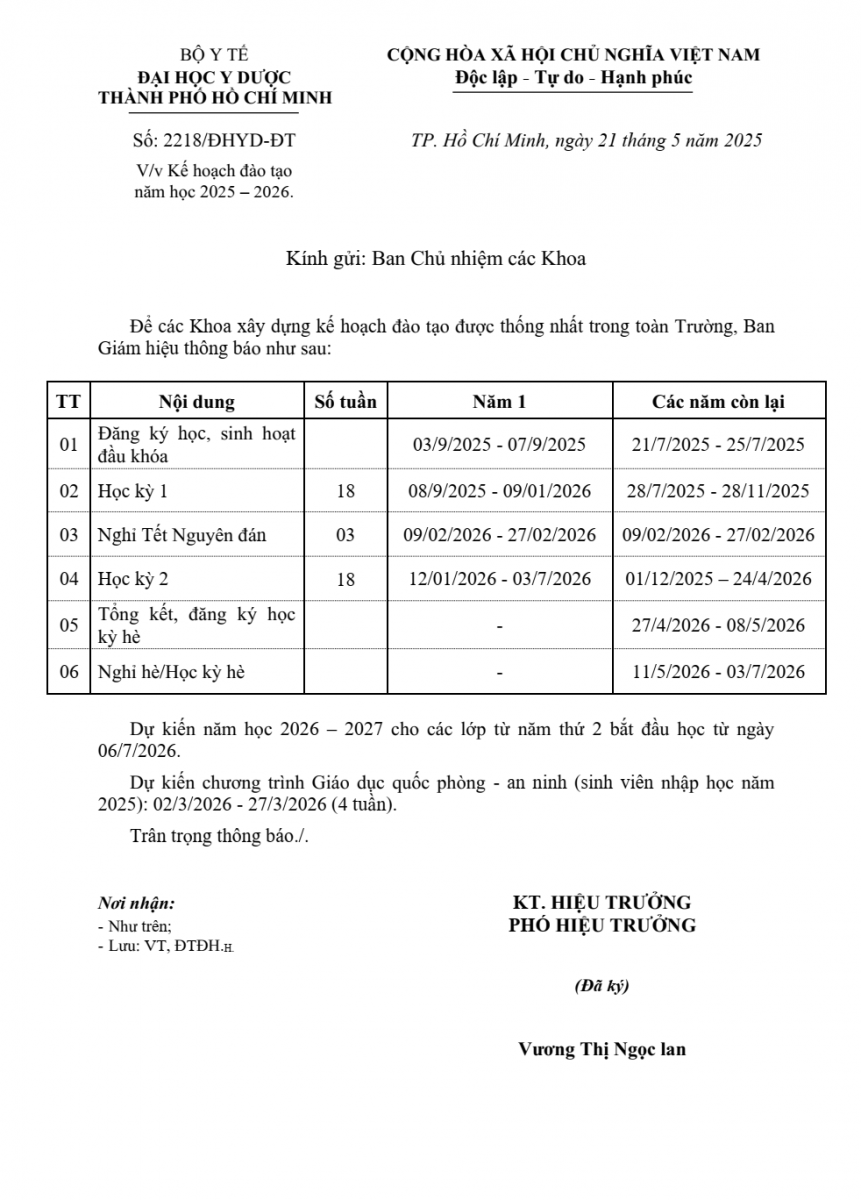 BỘ Y TẾ
ĐẠI HỌC Y DƯỢC
THÀNH PHỐ HỒ CHÍ MINH
CỘNG HÒA XÃ HỘI CHỦ NGHĨA VIỆT NAM
Độc lập - Tự do - Hạnh phúc
Số: 2218/ĐHYD-ĐT
TP. Hồ Chí Minh, ngày 21 tháng 5 năm 2025
V/v Kế hoạch đào tạo
năm học 2025 – 2026.
Kính gửi: Ban Chủ nhiệm các Khoa
Để các Khoa xây dựng kế hoạch đào tạo được thống nhất trong toàn Trường, Ban
Giám hiệu thông báo như sau:
TT Nội dung Số tuần Năm 1 Các năm còn lại
01 Đăng ký học, sinh hoạt
đầu khóa 03/9/2025 - 07/9/2025 21/7/2025 - 25/7/2025
02 Học kỳ 1 18 08/9/2025 - 09/01/2026 28/7/2025 - 28/11/2025
03 Nghỉ Tết Nguyên đán 03 09/02/2026 - 27/02/2026 09/02/2026 - 27/02/2026
04 Học kỳ 2 18 12/01/2026 - 03/7/2026 01/12/2025 – 24/4/2026
05 Tổng kết, đăng ký học
kỳ hè - 27/4/2026 - 08/5/2026
06 Nghỉ hè/Học kỳ hè - 11/5/2026 - 03/7/2026
Dự kiến năm học 2026 – 2027 cho các lớp từ năm thứ 2 bắt đầu học từ ngày
06/7/2026.
Dự kiến chương trình Giáo dục quốc phòng - an ninh (sinh viên nhập học năm
2025): 02/3/2026 - 27/3/2026 (4 tuần).
Trân trọng thông báo./.
Nơi nhận:
- Như trên;
- Lưu: VT, ĐTĐH.H.
KT. HIỆU TRƯỞNG
PHÓ HIỆU TRƯỞNG
(Đã ký)
Vương Thị Ngọc lan